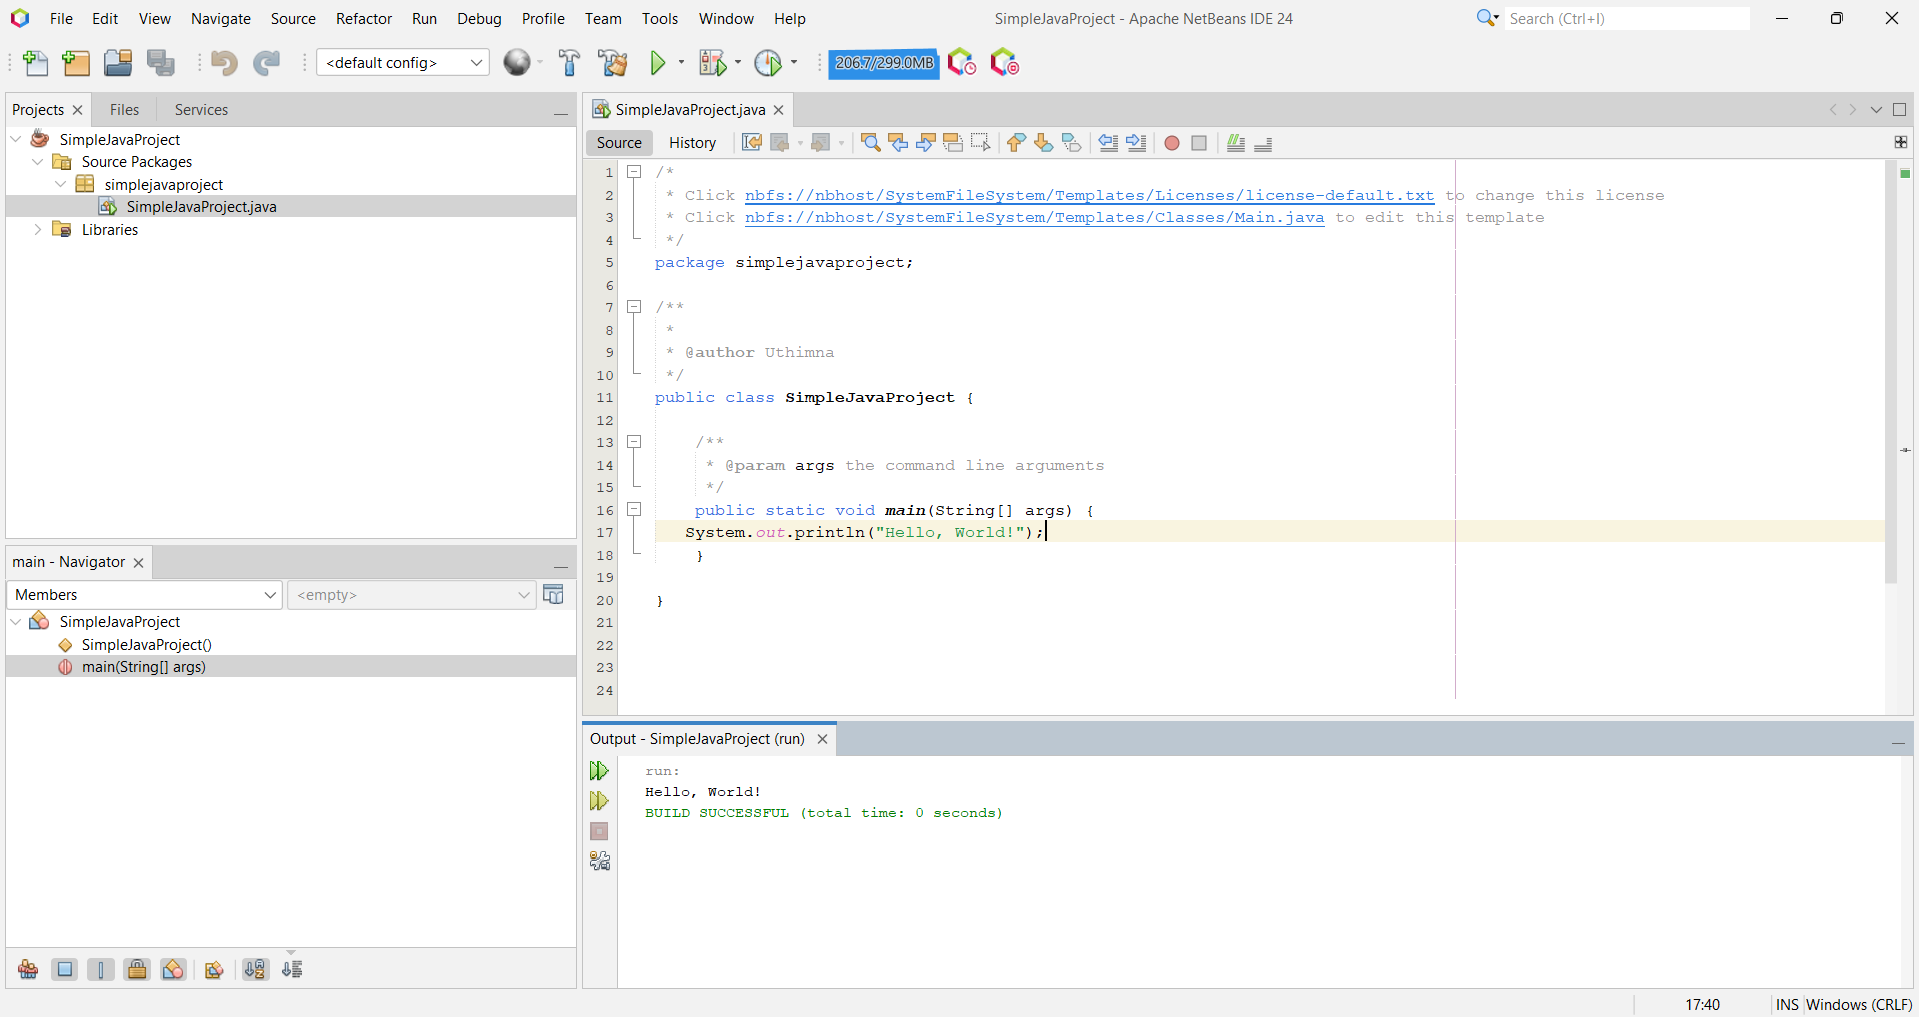 File Edit View Navigate Source Refactor Run Debug Profile Team Tools Window Help
SimpleJavaProject - Apache NetBeans IDE 24
Search (Ctrl+I)
<default config>
206.7/299.0MB
Projects
Files
Services
SimpleJavaProject
Source Packages
simplejavaproject
SimpleJavaProject.java
Libraries
main - Navigator
Members
<empty>
SimpleJavaProject
SimpleJavaProject()
main(String[] args)
SimpleJavaProject.java
Source
History
1 /*
2 * Click nbfs://nbhost/SystemFileSystem/Templates/Licenses/license-default.txt to change this license
3 * Click nbfs://nbhost/SystemFileSystem/Templates/Classes/Main.java to edit this template
4 */
5 package simplejavaproject;
6
7 /**
8 *
9 * @author Uthimna
10 */
11 public class SimpleJavaProject {
12
13 /**
14 * @param args the command line arguments
15 */
16 public static void main(String[] args) {
17 System.out.println("Hello, World!");
18 }
19
20 }
21
22
23
24
Output - SimpleJavaProject (run)
run:
Hello, World!
BUILD SUCCESSFUL (total time: 0 seconds)
17:40
INS
Windows (CRLF)